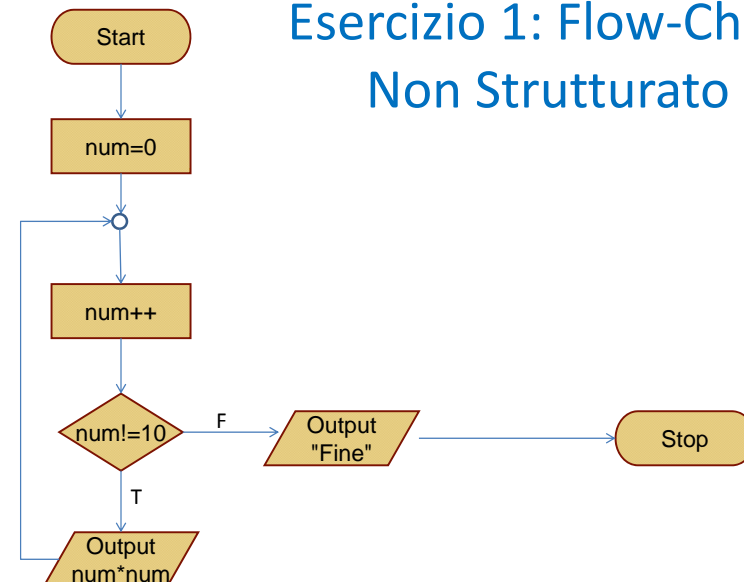 Esercizio 1: Flow-Ch
Non Strutturato
Start
num=0
num++
num!=10
F
Output
"Fine"
Stop
T
Output
num*num